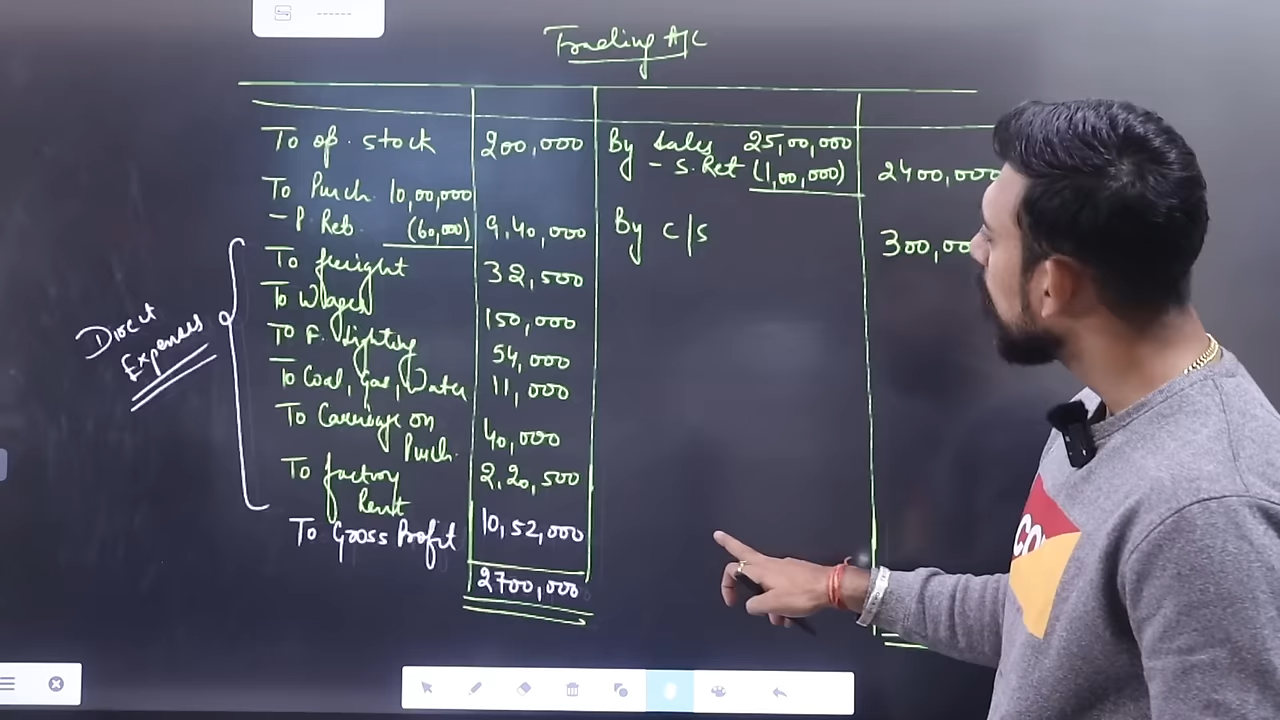 Trading A/C
To op. stock 200,000 By Sales 25,00,000
- S. Ret (1,00,000) 2400,000
To Purch. 10,00,000
- P. Ret. (60,000) 9,40,000 By c/s 300,00
To freight 32,500
To Wages 150,000
To F. lighting 54,000
To Coal, Gas, Water 11,000
To Carriage on
Purch. 40,000
To factory 2,20,500
Rent
To Gross Profit 10,52,000
2700,000
Direct
Expenses
CO